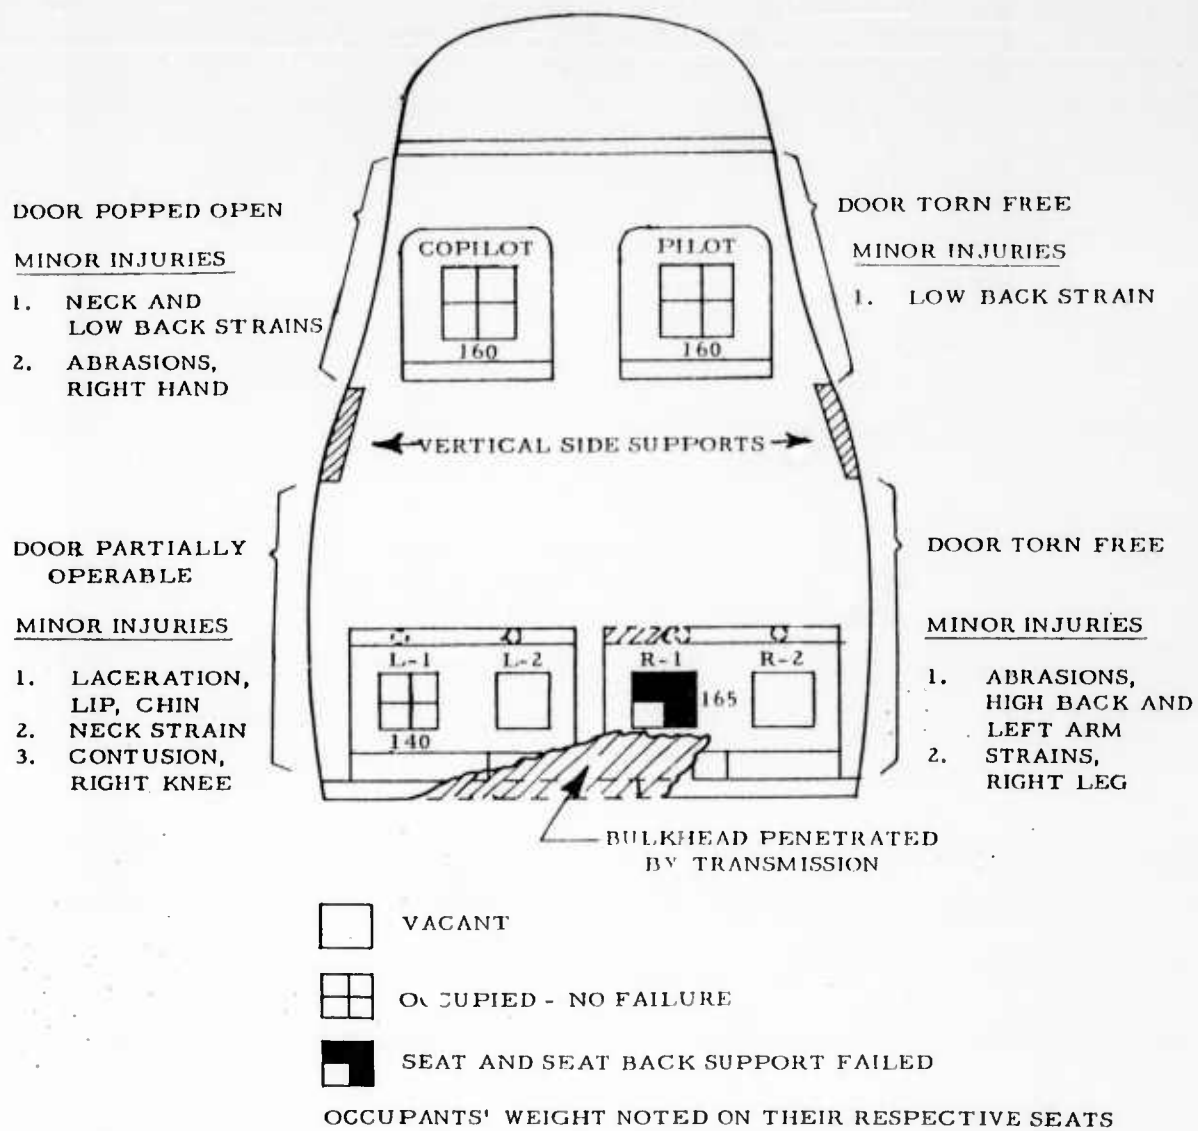 DOOR POPPED OPEN
MINOR INJURIES
1. NECK AND
LOW BACK STRAINS
2. ABRASIONS,
RIGHT HAND
COPILOT
160
PILOT
160
DOOR TORN FREE
MINOR INJURIES
1. LOW BACK STRAIN
VERTICAL SIDE SUPPORTS
DOOR PARTIALLY
OPERABLE
MINOR INJURIES
1. LACERATION,
LIP, CHIN
2. NECK STRAIN
3. CONTUSION,
RIGHT KNEE
L-1
140
L-2
R-1
165
R-2
DOOR TORN FREE
MINOR INJURIES
1. ABRASIONS,
HIGH BACK AND
LEFT ARM
2. STRAINS,
RIGHT LEG
BULKHEAD PENETRATED
BY TRANSMISSION
VACANT
OCCUPIED - NO FAILURE
SEAT AND SEAT BACK SUPPORT FAILED
OCCUPANTS' WEIGHT NOTED ON THEIR RESPECTIVE SEATS